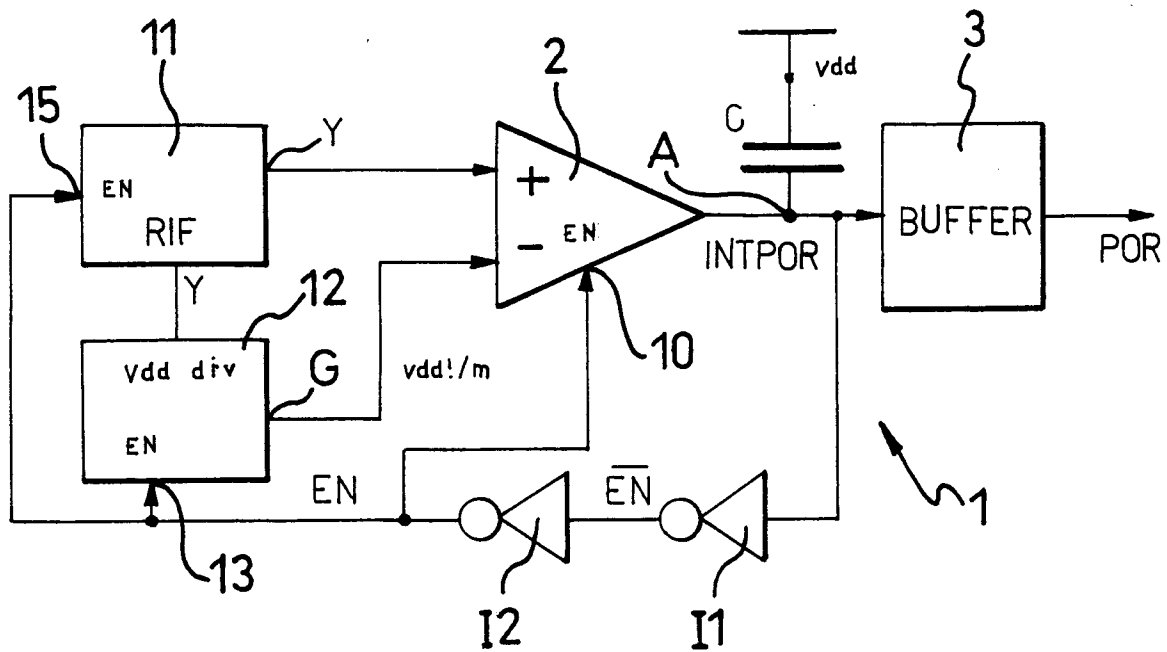 11
15
EN
RIF
Y
2
+
−
EN
A
C
vdd
3
BUFFER
INTPOR
POR
Y
12
vdd div
EN
G
vdd!/m
10
1
EN
E̅N̅
13
I2
I1